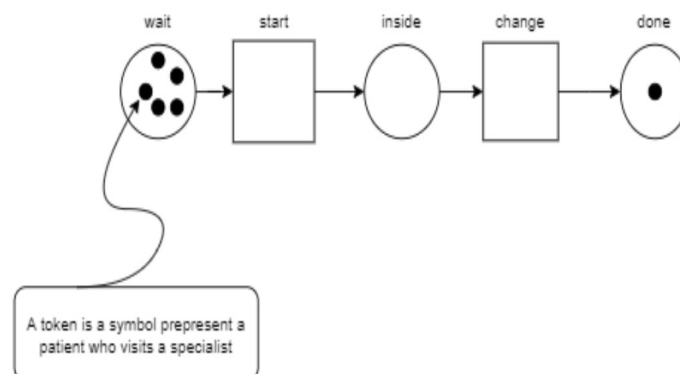 wait
start
inside
change
done
A token is a symbol prepresent a
patient who visits a specialist